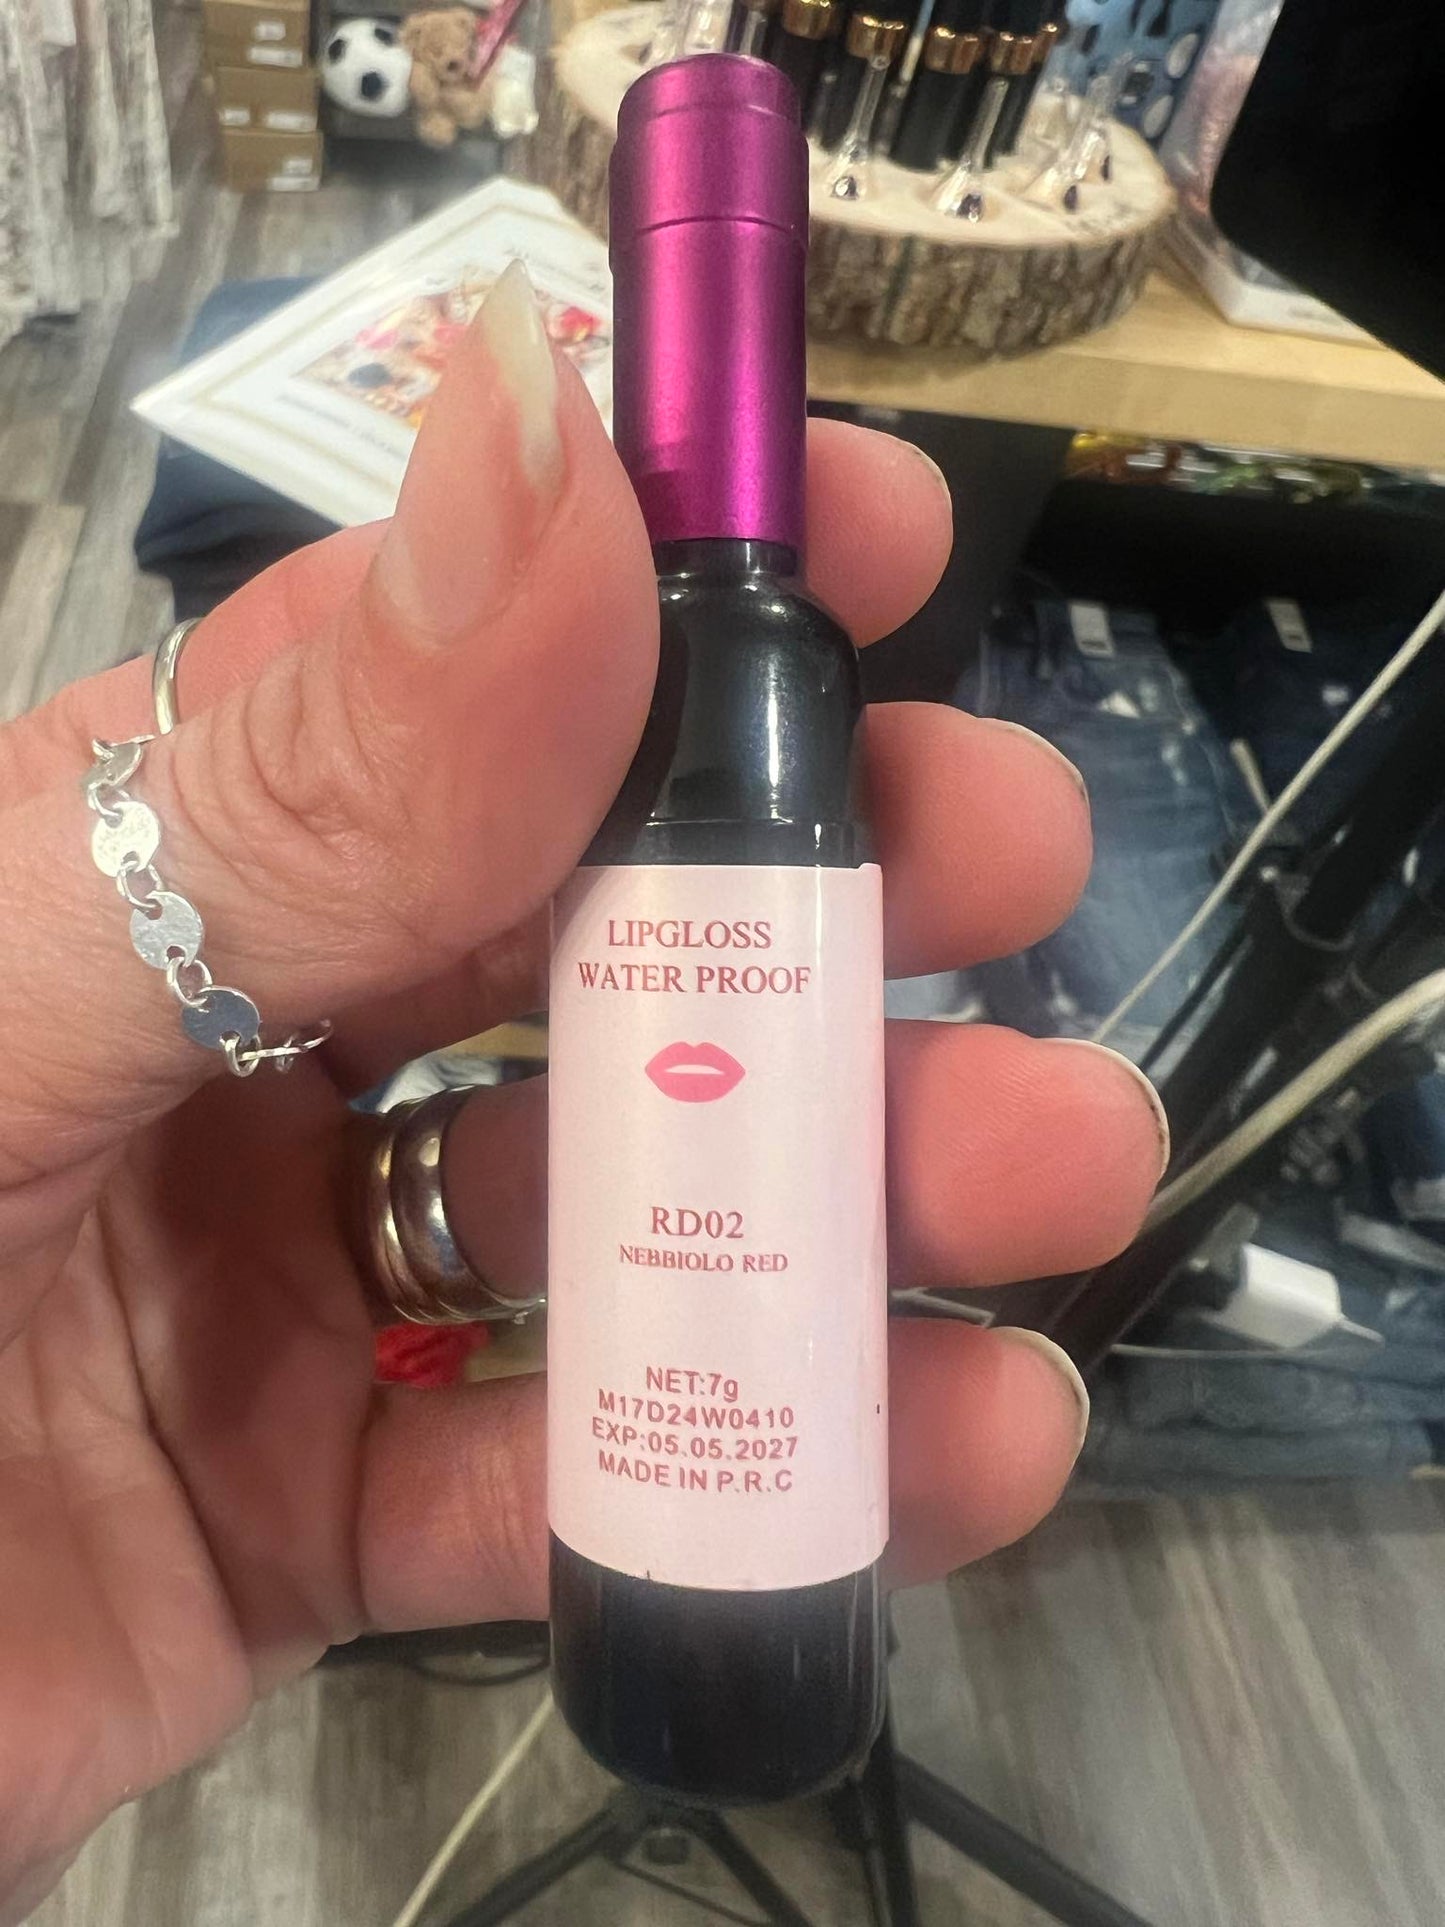 LIPGLOSS
WATER PROOF
RD02
NEBBIOLO RED
NET:7g
M17D24W0410
EXP:05.05.2027
MADE IN P.R.C